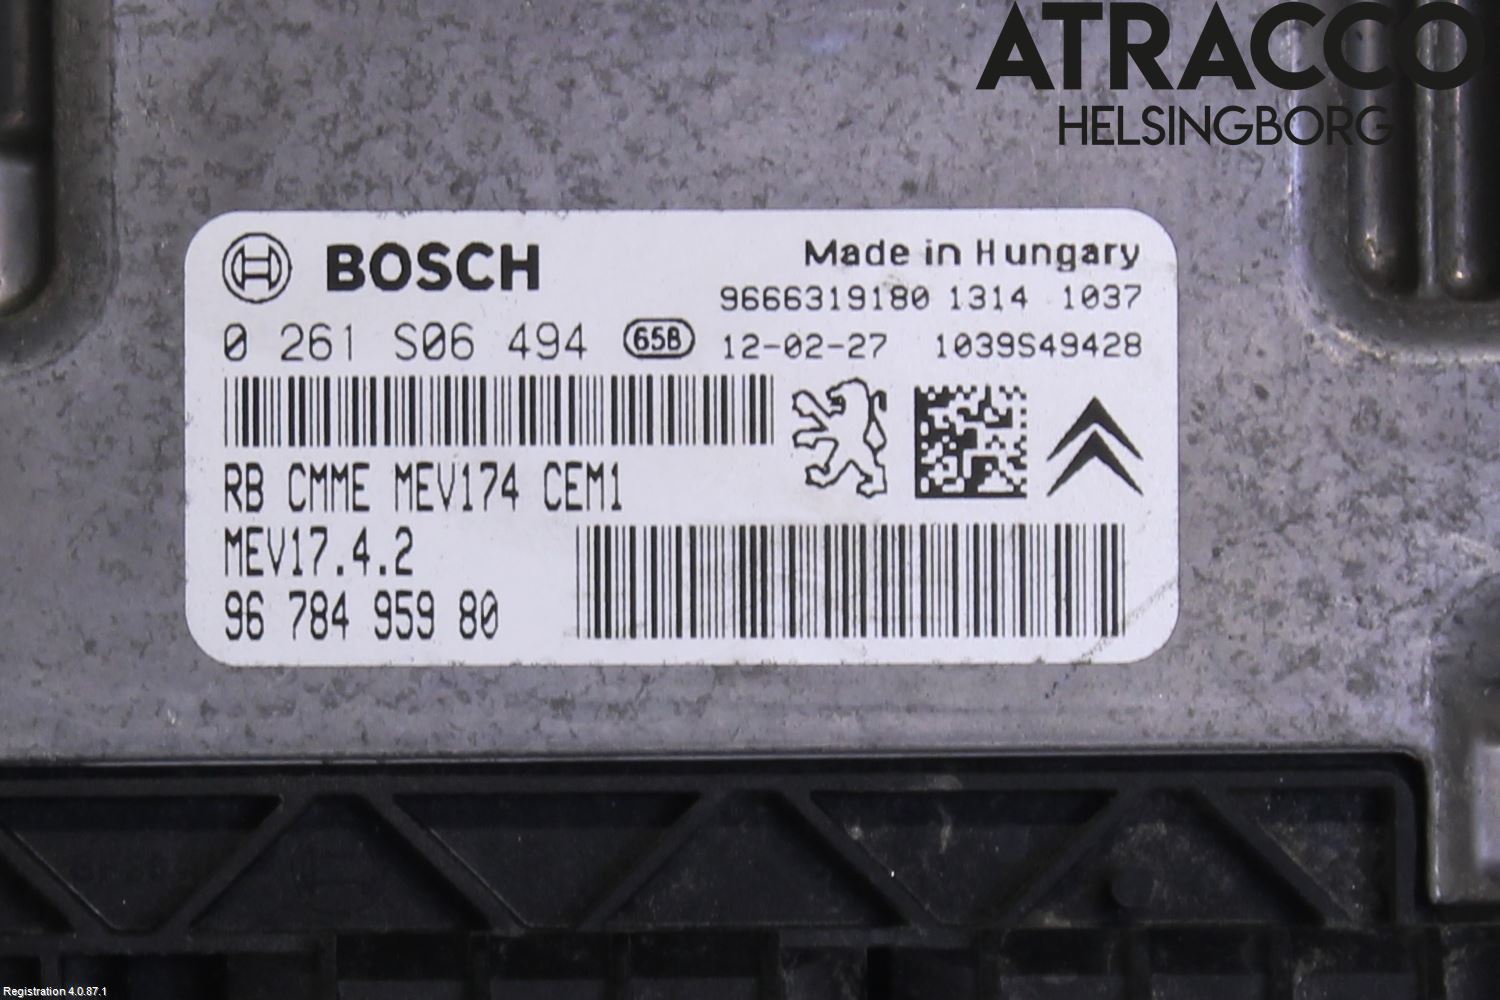 ATRACCO
HELSINGBORG
BOSCH
Made in Hungary
9666319180 1314 1037
0 261 S06 494 65B 12-02-27 1039S49428
RB CMME MEV174 CEM1
MEV17.4.2
96 784 959 80
Registration 4.0.87.1